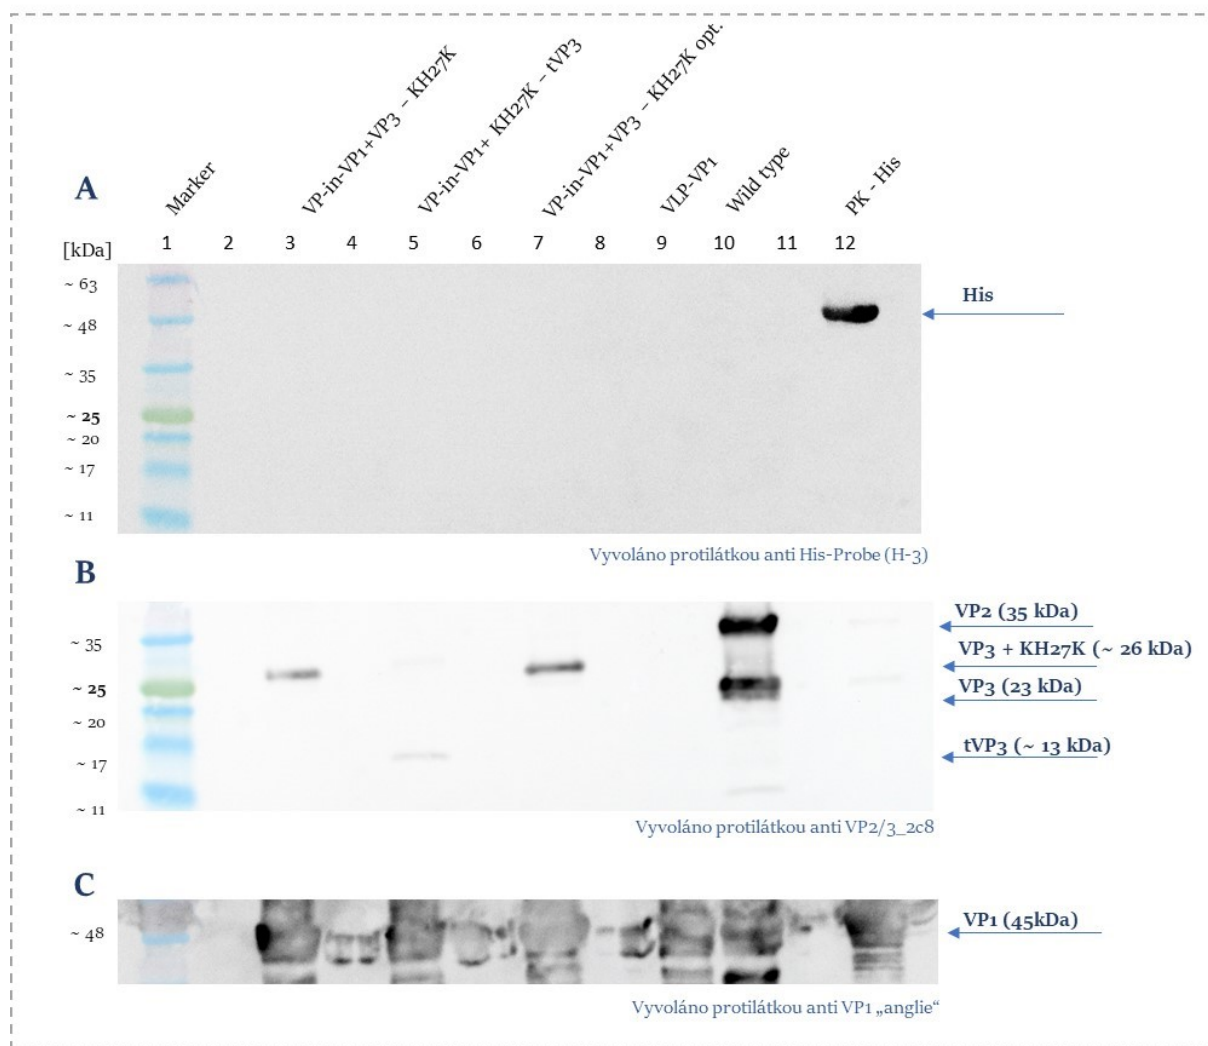 VP-in-VP1+VP3 – KH27K
VP-in-VP1+ KH27K – tVP3
VP-in-VP1+VP3 – KH27K opt.
A
Marker
VLP-VP1
Wild type
PK - His
[kDa]
1 2 3 4 5 6 7 8 9 10 11 12
~ 63
His
~ 48
~ 35
~ 25
~ 20
~ 17
~ 11
Vyvoláno protilátkou anti His-Probe (H-3)
B
VP2 (35 kDa)
~ 35
VP3 + KH27K (~ 26 kDa)
~ 25
VP3 (23 kDa)
~ 20
tVP3 (~ 13 kDa)
~ 17
~ 11
Vyvoláno protilátkou anti VP2/3_2c8
C
VP1 (45kDa)
~ 48
Vyvoláno protilátkou anti VP1 „anglie“